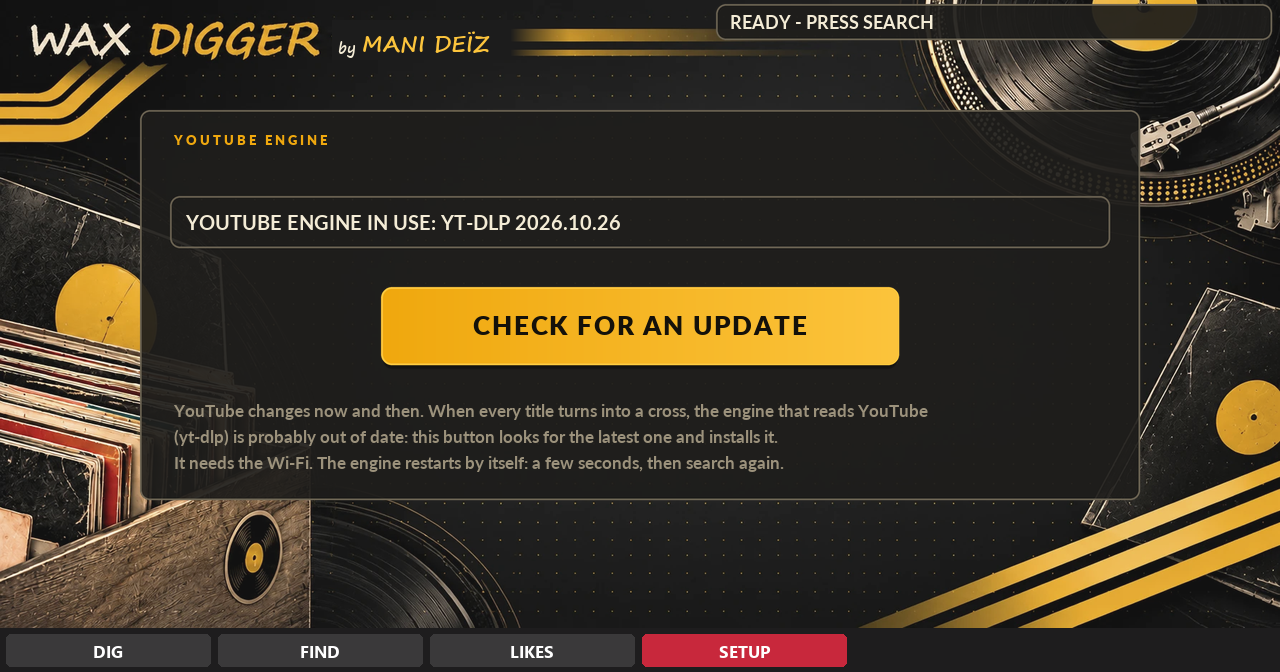 WAX DIGGER by MANI DEÏZ
READY - PRESS SEARCH
YOUTUBE ENGINE
YOUTUBE ENGINE IN USE: YT-DLP 2026.10.26
CHECK FOR AN UPDATE
YouTube changes now and then. When every title turns into a cross, the engine that reads YouTube
(yt-dlp) is probably out of date: this button looks for the latest one and installs it.
It needs the Wi-Fi. The engine restarts by itself: a few seconds, then search again.
DIG
FIND
LIKES
SETUP